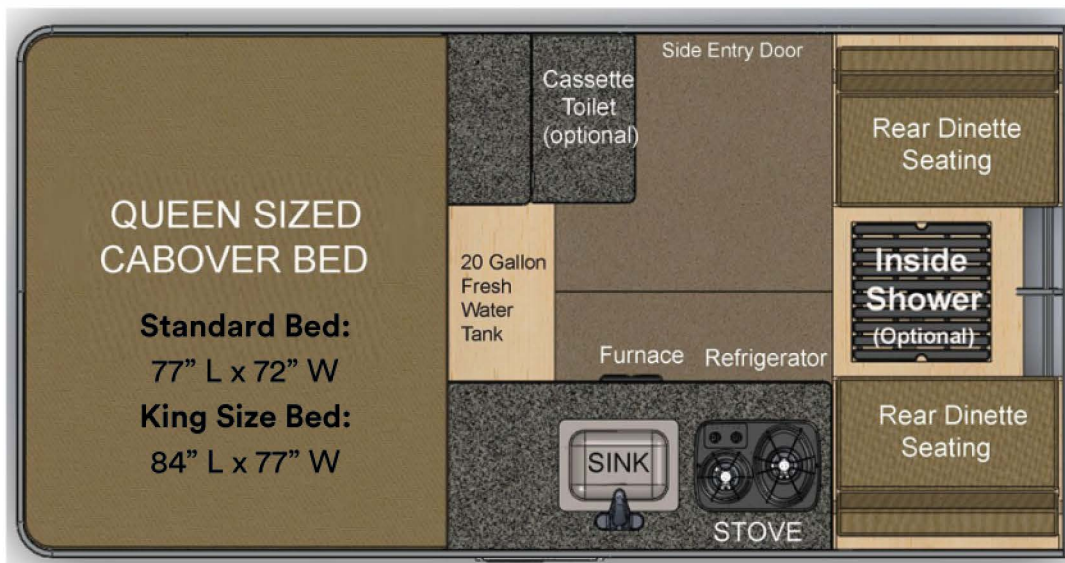 QUEEN SIZED
CABOVER BED
Standard Bed:
77” L x 72” W
King Size Bed:
84” L x 77” W
Cassette
Toilet
(optional)
Side Entry Door
Rear Dinette
Seating
20 Gallon
Fresh
Water
Tank
Inside
Shower
(Optional)
Furnace
Refrigerator
Rear Dinette
Seating
SINK
STOVE